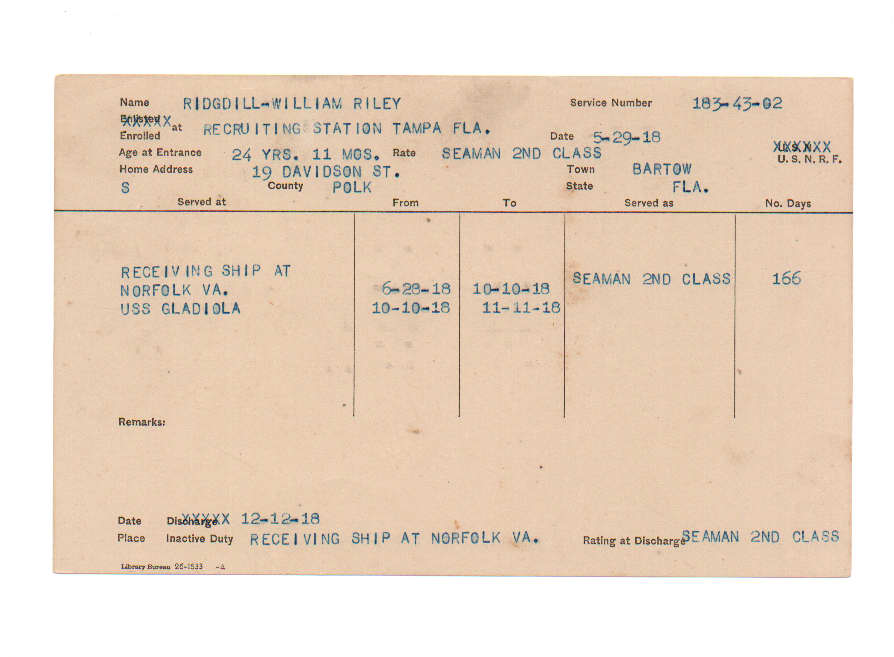 Name RIDGDILL-WILLIAM RILEY Service Number 183-43-02
Enlisted XXXXX
Enrolled at RECRUITING STATION TAMPA FLA. Date 5-29-18
U.S.N. XXXXXX
Age at Entrance 24 YRS. 11 MOS. Rate SEAMAN 2ND CLASS U. S. N. R. F.
Home Address 19 DAVIDSON ST. Town BARTOW
S County POLK State FLA.
Served at From To Served as No. Days
RECEIVING SHIP AT
NORFOLK VA. 6-28-18 10-10-18 SEAMAN 2ND CLASS 166
USS GLADIOLA 10-10-18 11-11-18
Remarks:
Date Discharge XXXXX 12-12-18
Place Inactive Duty RECEIVING SHIP AT NORFOLK VA. Rating at Discharge SEAMAN 2ND CLASS
Library Bureau 26-1533 -A